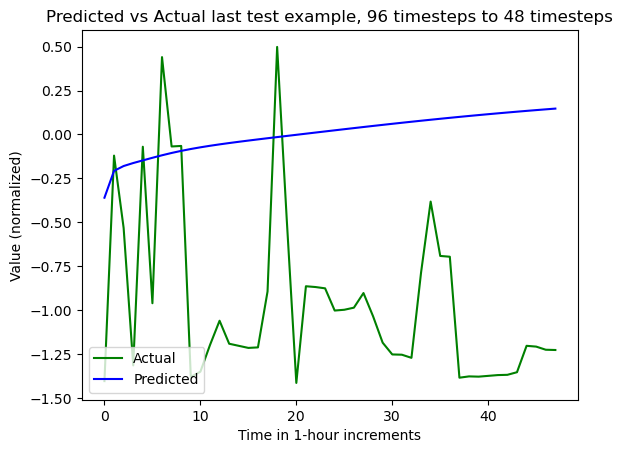 Predicted vs Actual last test example, 96 timesteps to 48 timesteps
Value (normalized)
0.50
0.25
0.00
−0.25
−0.50
−0.75
−1.00
−1.25
−1.50
Actual
Predicted
0 10 20 30 40
Time in 1-hour increments